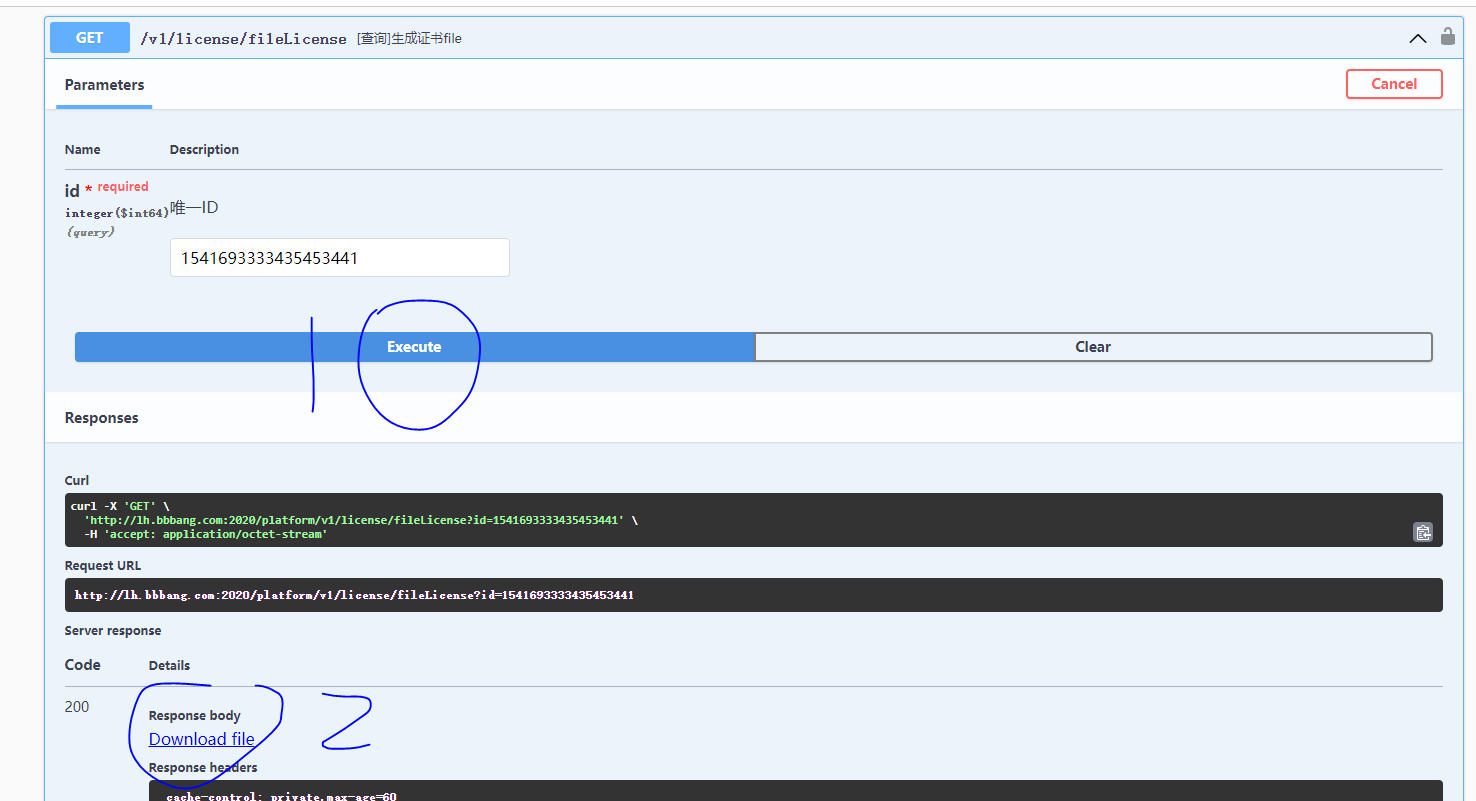 GET /v1/license/fileLicense [查询]生成证书file
Parameters
Cancel
Name Description
id * required
integer($int64)
(query)
唯一ID
1541693333435453441
1
Execute
Clear
Responses
Curl
curl -X 'GET' \
'http://lh.bbbang.com:2020/platform/v1/license/fileLicense?id=1541693333435453441' \
-H 'accept: application/octet-stream'
Request URL
http://lh.bbbang.com:2020/platform/v1/license/fileLicense?id=1541693333435453441
Server response
Code Details
200
Response body
2
Download file
Response headers
cache-control: private,max-age=60